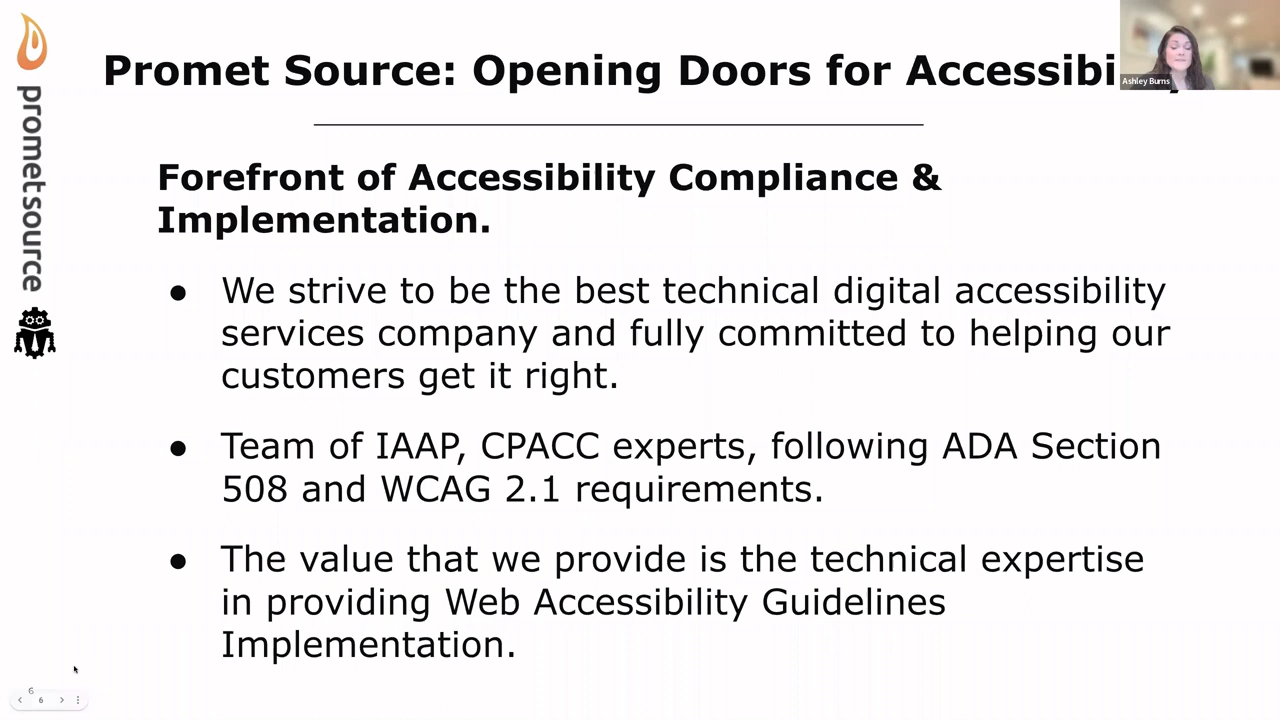 Promet Source: Opening Doors for Accessibi
Ashley Burns
prometsource
Forefront of Accessibility Compliance &
Implementation.
● We strive to be the best technical digital accessibility
services company and fully committed to helping our
customers get it right.
● Team of IAAP, CPACC experts, following ADA Section
508 and WCAG 2.1 requirements.
● The value that we provide is the technical expertise
in providing Web Accessibility Guidelines
Implementation.
6
6